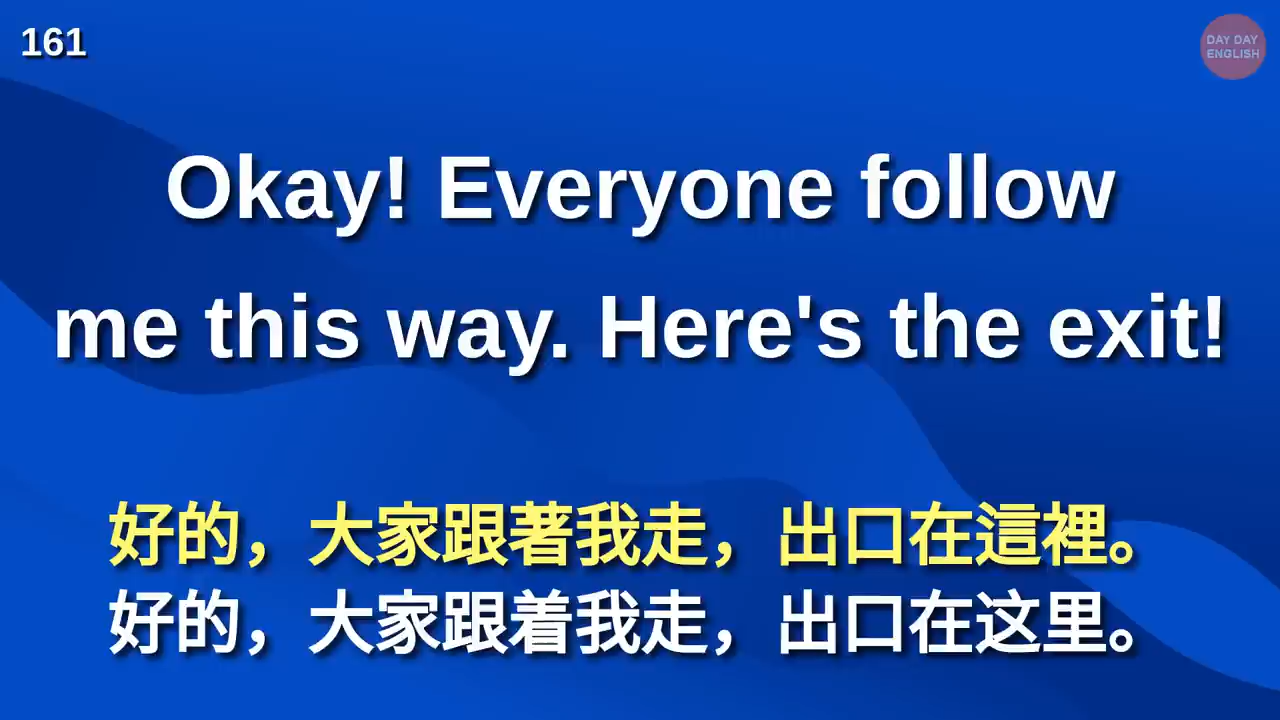 161
DAY DAY
ENGLISH
Okay! Everyone follow
me this way. Here's the exit!
好的，大家跟著我走，出口在這裡。
好的，大家跟着我走，出口在这里。